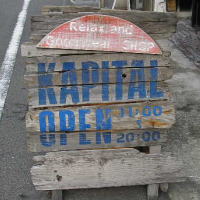 Relax and
GOOD WEAR SHOP
KAPITAL
OPEN 11:00
20:00